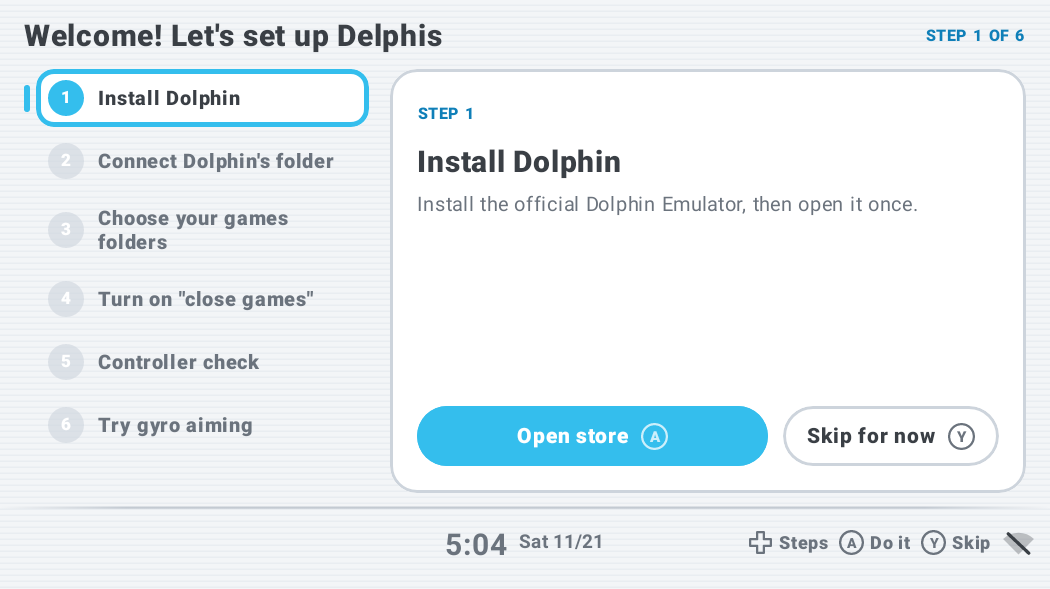 Welcome! Let's set up Delphis
STEP 1 OF 6
1 Install Dolphin
2 Connect Dolphin's folder
3 Choose your games
folders
4 Turn on "close games"
5 Controller check
6 Try gyro aiming
STEP 1
Install Dolphin
Install the official Dolphin Emulator, then open it once.
Open store A
Skip for now Y
5:04 Sat 11/21
Steps A Do it Y Skip